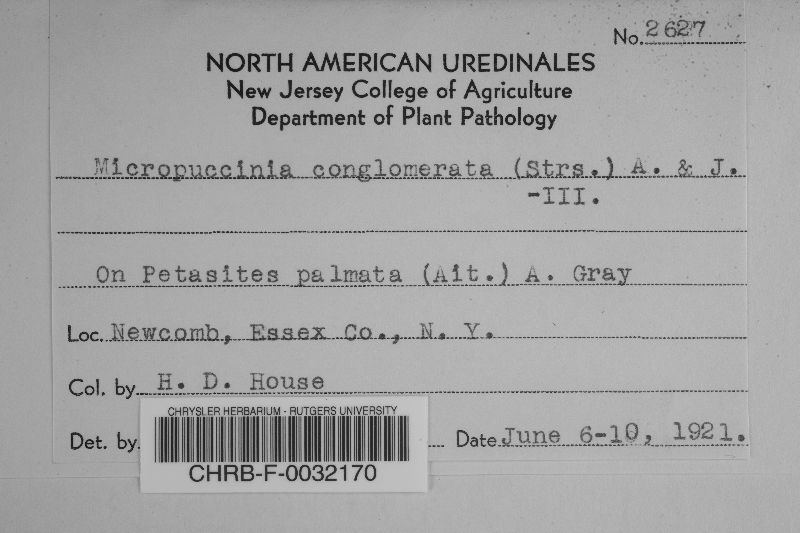 No. 2627
NORTH AMERICAN UREDINALES
New Jersey College of Agriculture
Department of Plant Pathology
Micropuccinia conglomerata (Strs.) A. & J.
-III.
On Petasites palmata (Ait.) A. Gray
Loc. Newcomb, Essex Co., N. Y.
Col. by H. D. House
Det. by
Date June 6-10, 1921.
CHRYSLER HERBARIUM - RUTGERS UNIVERSITY
CHRB-F-0032170